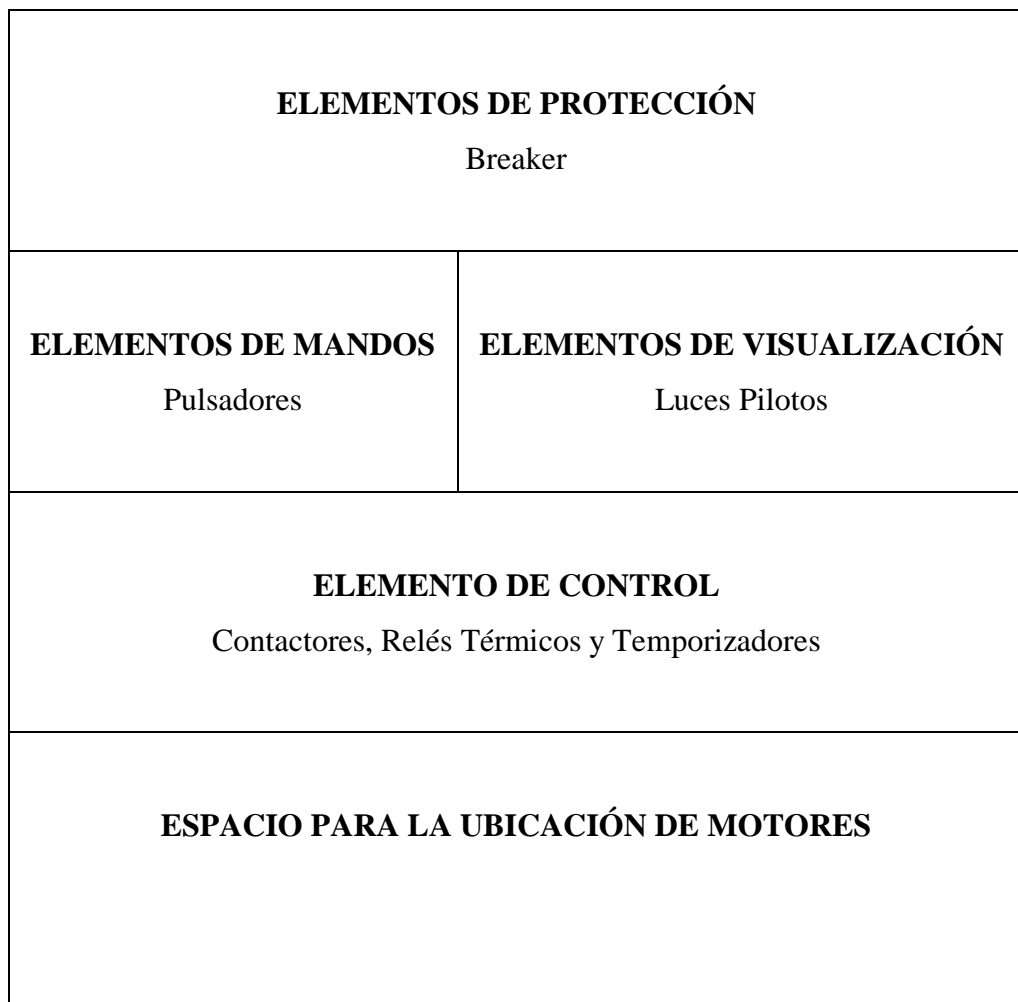 ELEMENTOS DE PROTECCIÓN
Breaker
ELEMENTOS DE MANDOS
Pulsadores
ELEMENTOS DE VISUALIZACIÓN
Luces Pilotos
ELEMENTO DE CONTROL
Contactores, Relés Térmicos y Temporizadores
ESPACIO PARA LA UBICACIÓN DE MOTORES